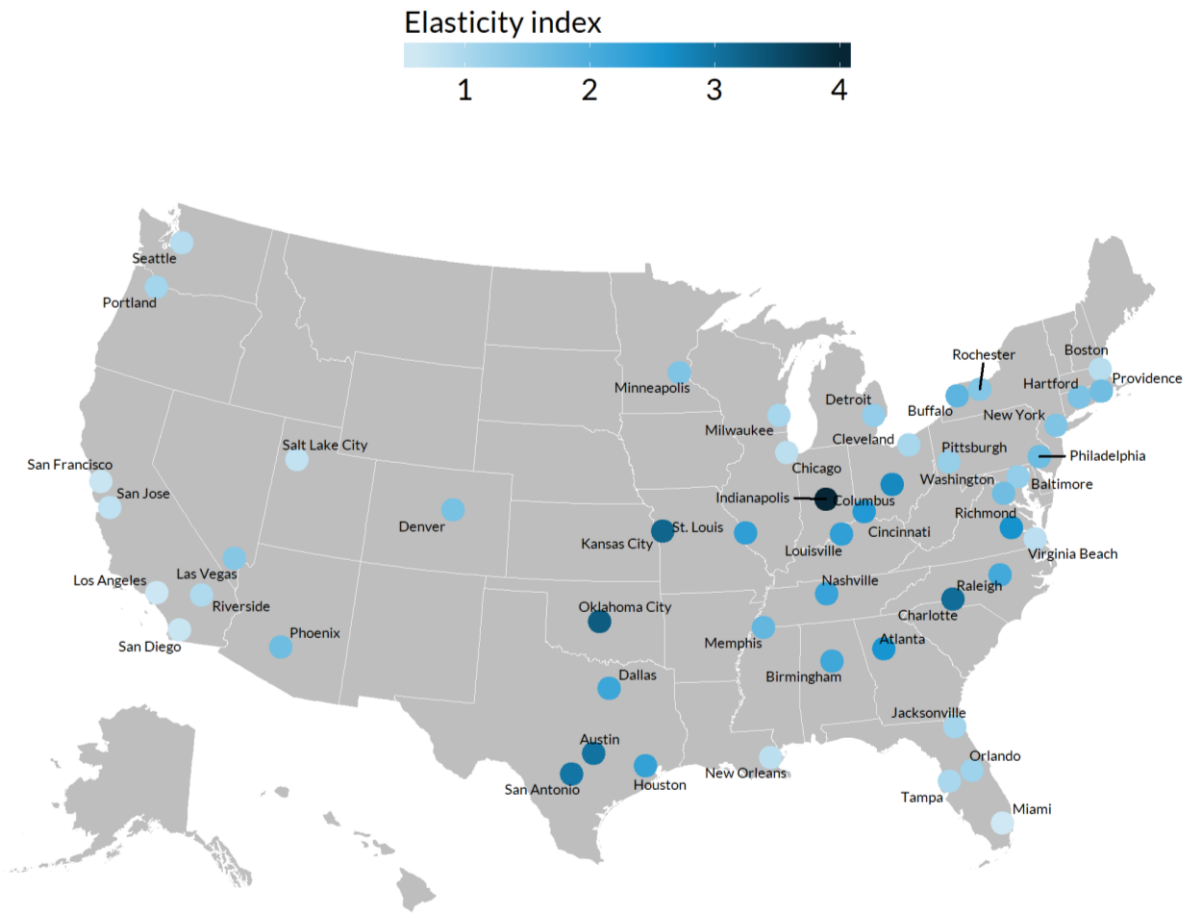 Elasticity index
1 2 3 4
Seattle
Portland
Minneapolis
Rochester
Boston
Hartford
Providence
Detroit
Buffalo
New York
Milwaukee
Cleveland
Salt Lake City
Pittsburgh
Philadelphia
San Francisco
Chicago
Washington
Baltimore
San Jose
Indianapolis
Columbus
Richmond
Denver
St. Louis
Kansas City
Cincinnati
Louisville
Virginia Beach
Las Vegas
Los Angeles
Nashville
Raleigh
Riverside
Oklahoma City
Charlotte
Phoenix
San Diego
Memphis
Atlanta
Dallas
Birmingham
Jacksonville
Austin
Orlando
New Orleans
San Antonio
Houston
Tampa
Miami